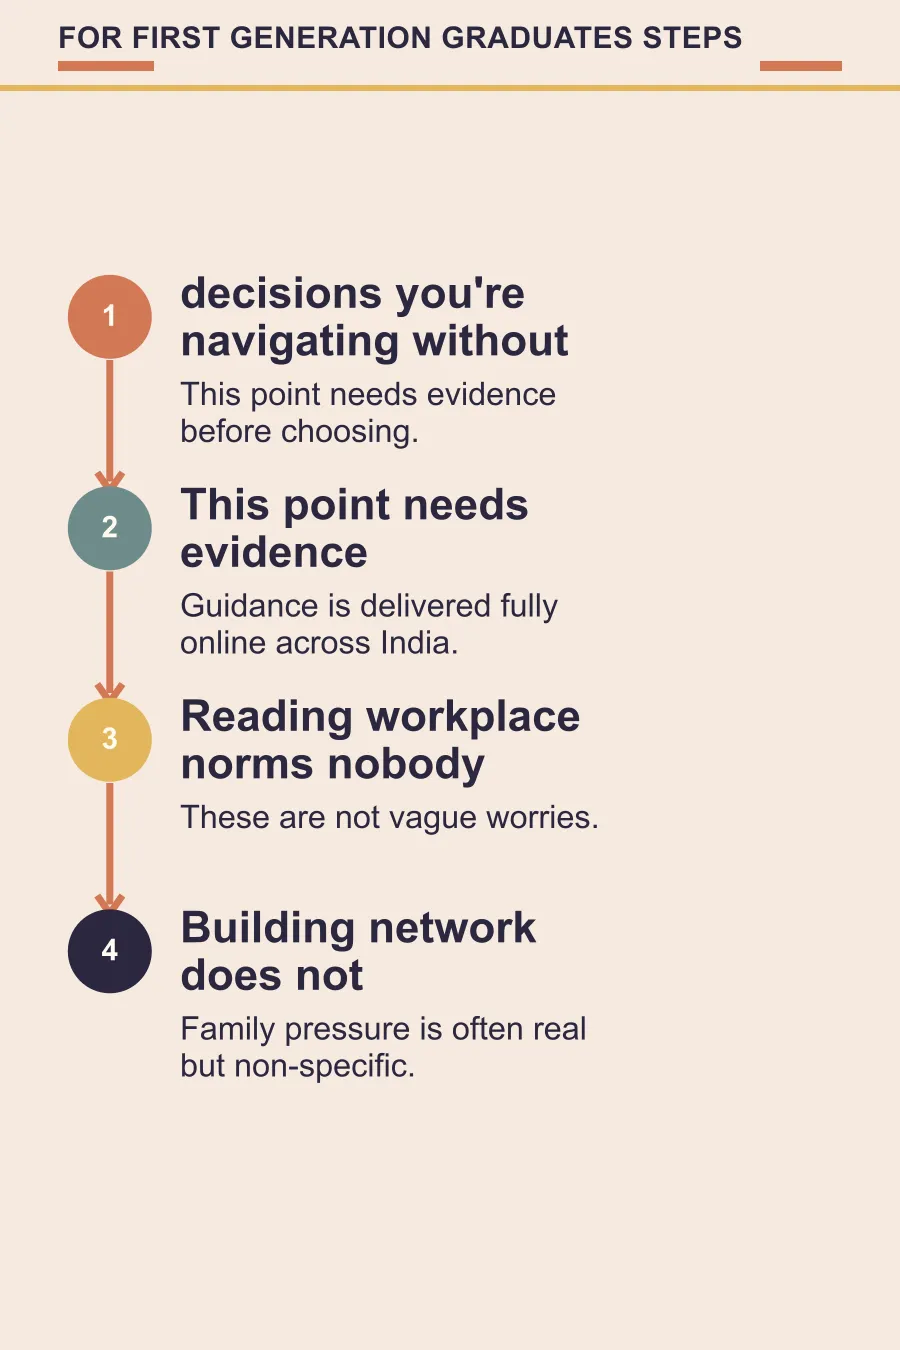 FOR FIRST GENERATION GRADUATES STEPS
1
decisions you're
navigating without
This point needs evidence
before choosing.
2
This point needs
evidence
Guidance is delivered fully
online across India.
3
Reading workplace
norms nobody
These are not vague worries.
4
Building network
does not
Family pressure is often real
but non-specific.